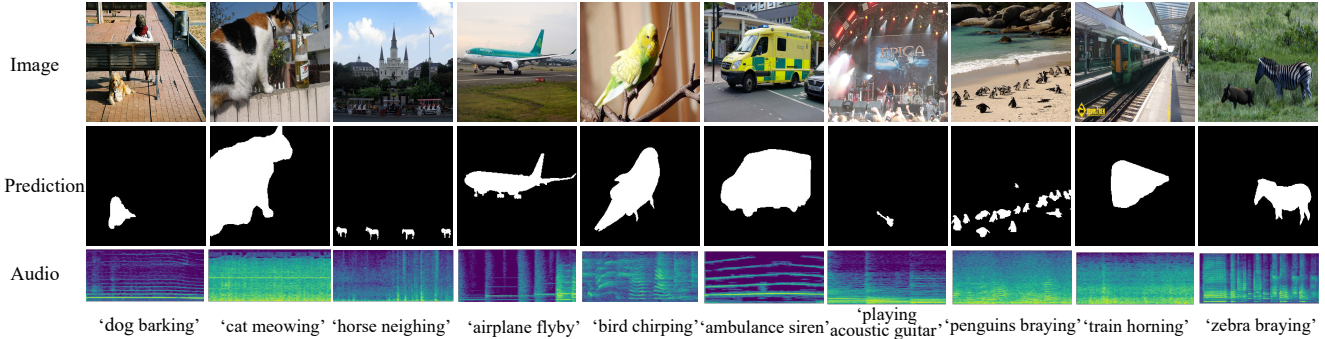 Image
EPICA
Prediction
Audio
‘dog barking’ ‘cat meowing’ ‘horse neighing’ ‘airplane flyby’ ‘bird chirping’ ‘ambulance siren’ ‘playing acoustic guitar’ ‘penguins braying’ ‘train horning’ ‘zebra braying’